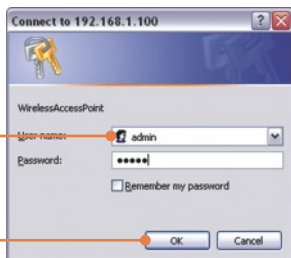 Connect to 192.168.1.100
WirelessAccessPoint
User name:
admin
Password:
•••••
Remember my password
OK
Cancel